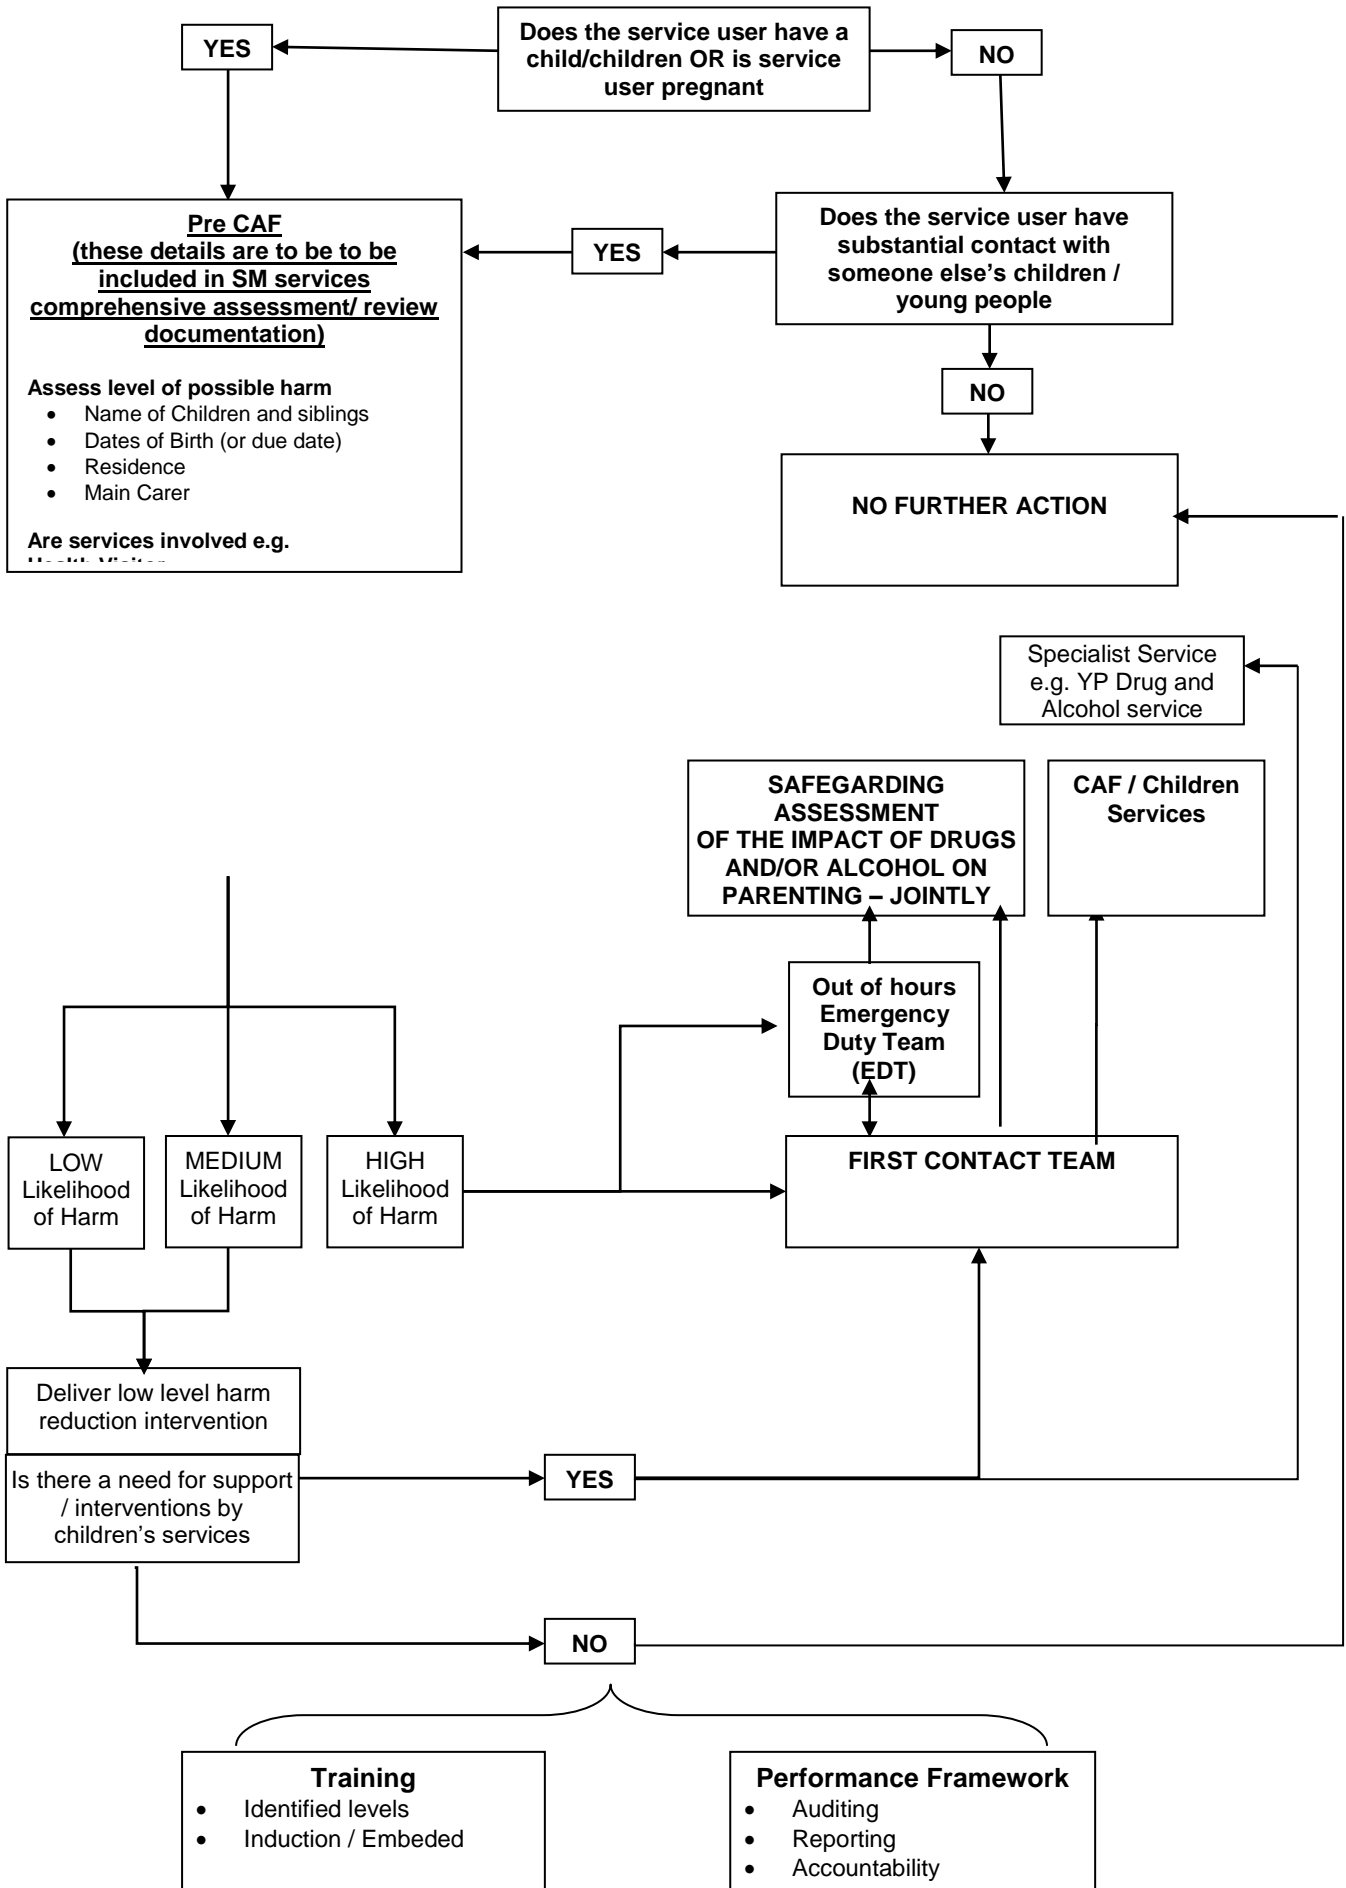 Does the service user have a
child/children OR is service
user pregnant
YES
NO
Pre CAF
(these details are to be to be
included in SM services
comprehensive assessment/ review
documentation)
Assess level of possible harm
• Name of Children and siblings
• Dates of Birth (or due date)
• Residence
• Main Carer
Are services involved e.g.
Health Visitor
YES
Does the service user have
substantial contact with
someone else’s children /
young people
NO
NO FURTHER ACTION
Specialist Service
e.g. YP Drug and
Alcohol service
SAFEGARDING
ASSESSMENT
OF THE IMPACT OF DRUGS
AND/OR ALCOHOL ON
PARENTING – JOINTLY
CAF / Children
Services
Out of hours
Emergency
Duty Team
(EDT)
LOW
Likelihood
of Harm
MEDIUM
Likelihood
of Harm
HIGH
Likelihood
of Harm
FIRST CONTACT TEAM
Deliver low level harm
reduction intervention
Is there a need for support
/ interventions by
children’s services
YES
NO
Training
• Identified levels
• Induction / Embeded
Performance Framework
• Auditing
• Reporting
• Accountability